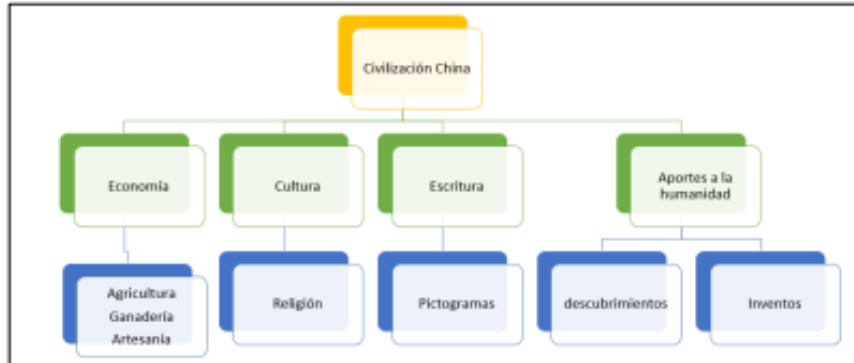 Civilización China
Economía
Cultura
Escritura
Aportes a la
humanidad
Agricultura
Ganadería
Artesanía
Religión
Pictogramas
descubrimientos
Inventos